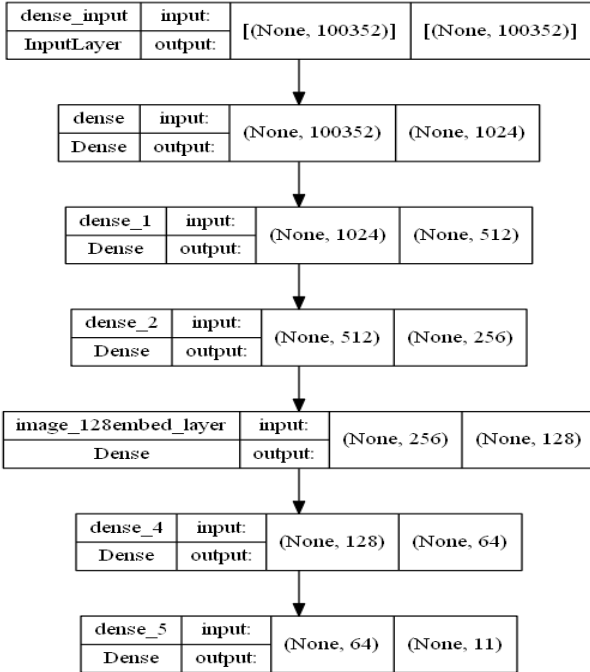 dense_input input: [(None, 100352)] [(None, 100352)]
InputLayer output:
dense input: (None, 100352) (None, 1024)
Dense output:
dense_1 input: (None, 1024) (None, 512)
Dense output:
dense_2 input: (None, 512) (None, 256)
Dense output:
image_128embed_layer input: (None, 256) (None, 128)
Dense output:
dense_4 input: (None, 128) (None, 64)
Dense output:
dense_5 input: (None, 64) (None, 11)
Dense output: